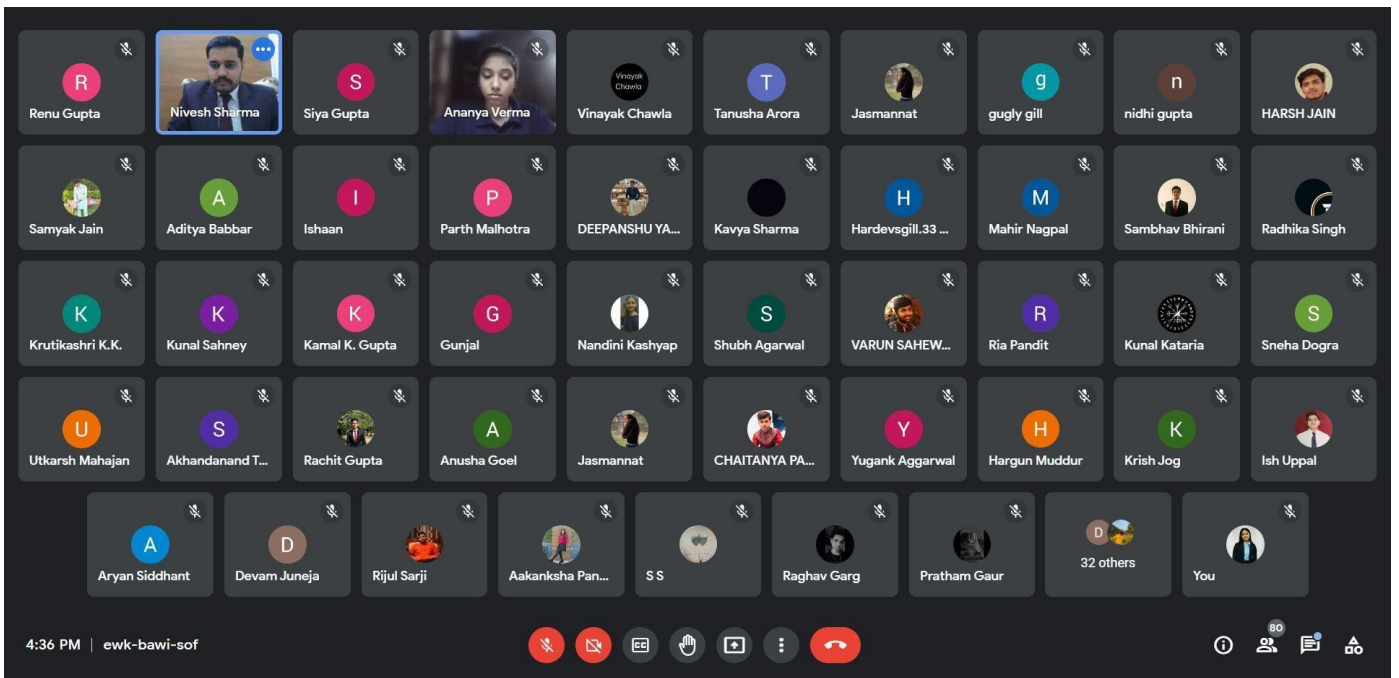 R
Renu Gupta
Nivesh Sharma
S
Siya Gupta
Ananya Verma
Vinayak
Chawla
Vinayak Chawla
T
Tanusha Arora
Jasmannat
g
gugly gill
n
nidhi gupta
HARSH JAIN
Samyak Jain
A
Aditya Babbar
I
Ishaan
P
Parth Malhotra
DEEPANSHU YA...
Kavya Sharma
H
Hardevsgill.33 ...
M
Mahir Nagpal
Sambhav Bhirani
Radhika Singh
K
Krutikashri K.K.
K
Kunal Sahney
K
Kamal K. Gupta
G
Gunjal
Nandini Kashyap
S
Shubh Agarwal
VARUN SAHEW...
R
Ria Pandit
Kunal Kataria
S
Sneha Dogra
U
Utkarsh Mahajan
S
Akhandanand T...
Rachit Gupta
A
Anusha Goel
Jasmannat
CHAITANYA PA...
Y
Yugank Aggarwal
H
Hargun Muddur
K
Krish Jog
Ish Uppal
A
Aryan Siddhant
D
Devam Juneja
Rijul Sarji
Aakanksha Pan...
S S
Raghav Garg
Pratham Gaur
D
32 others
You
4:36 PM | ewk-bawi-sof
CC
80